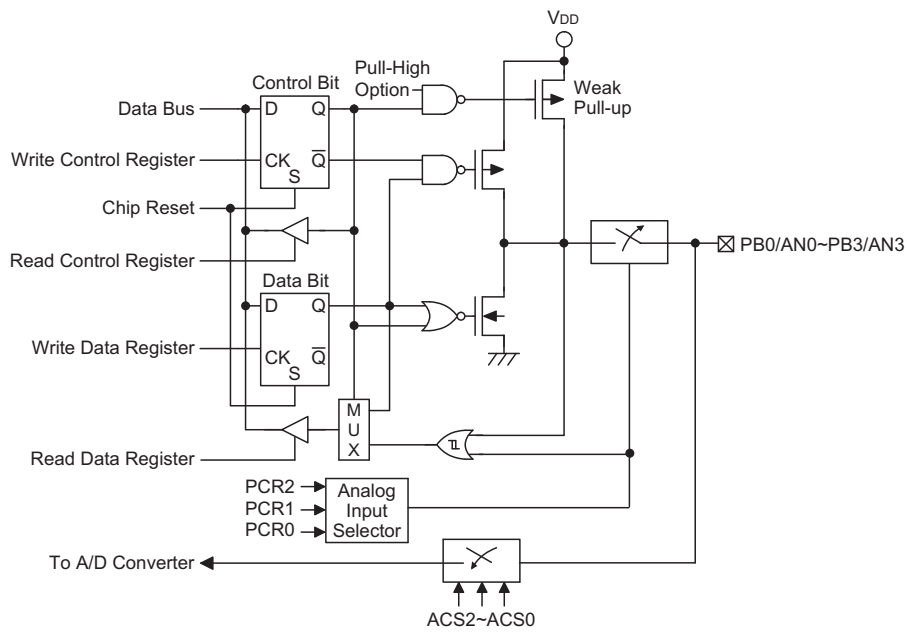 VDD
Pull-High
Option
Control Bit
Weak
Pull-up
Data Bus
D
Q
Write Control Register
CK
Q
S
Chip Reset
Read Control Register
PB0/AN0~PB3/AN3
Data Bit
D
Q
Write Data Register
CK
Q
S
M
U
X
Read Data Register
PCR2
PCR1
PCR0
Analog
Input
Selector
To A/D Converter
ACS2~ACS0